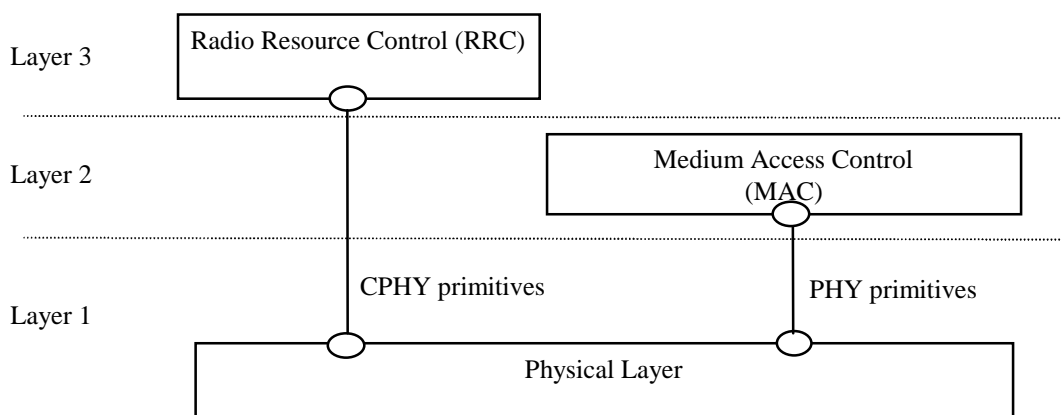 Radio Resource Control (RRC)
Layer 3
Medium Access Control
(MAC)
Layer 2
CPHY primitives
PHY primitives
Layer 1
Physical Layer